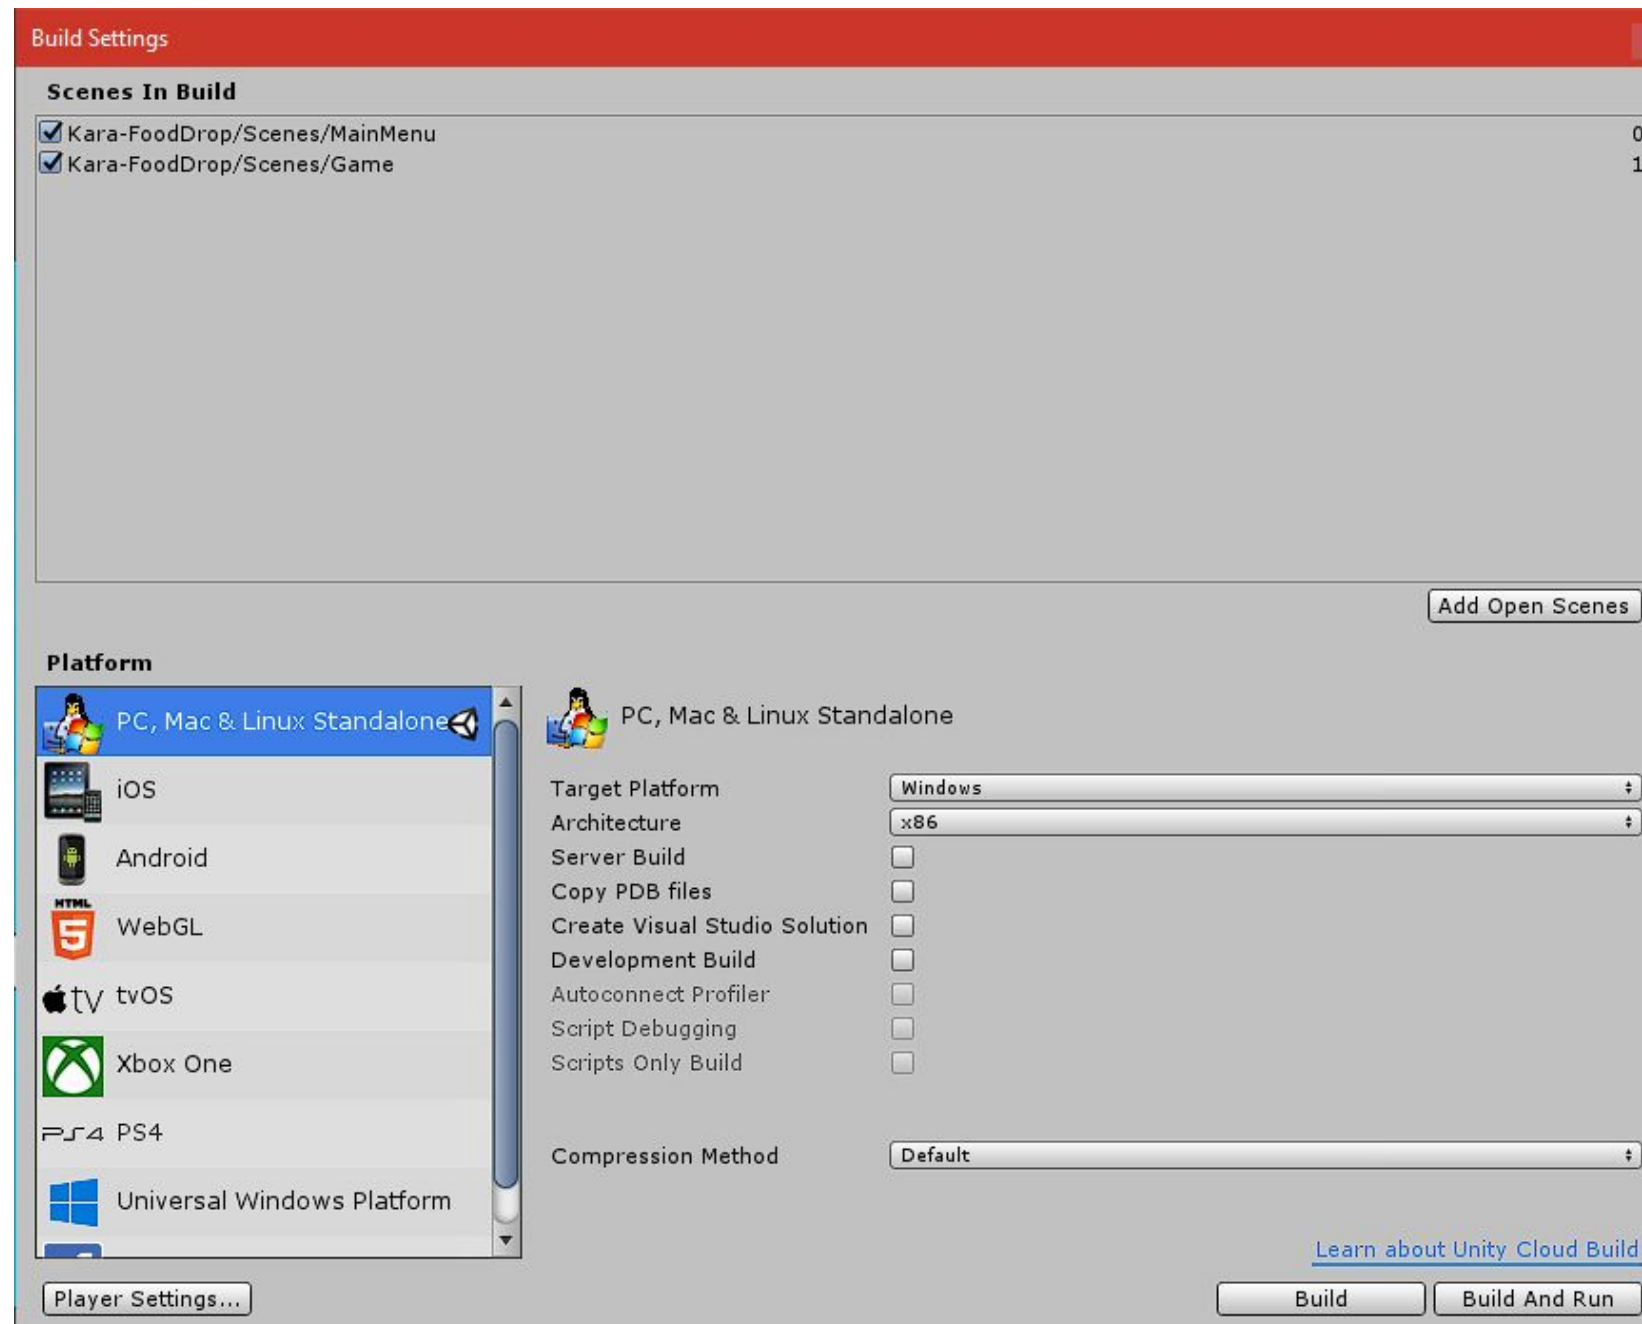 Build Settings
Scenes In Build
Kara-FoodDrop/Scenes/MainMenu 0
Kara-FoodDrop/Scenes/Game 1
Add Open Scenes
Platform
PC, Mac & Linux Standalone
iOS
Android
HTML
5
WebGL
tv tvOS
Xbox One
PS4 PS4
Universal Windows Platform
PC, Mac & Linux Standalone
Target Platform Windows
Architecture x86
Server Build
Copy PDB files
Create Visual Studio Solution
Development Build
Autoconnect Profiler
Script Debugging
Scripts Only Build
Compression Method Default
Learn about Unity Cloud Build
Player Settings...
Build
Build And Run